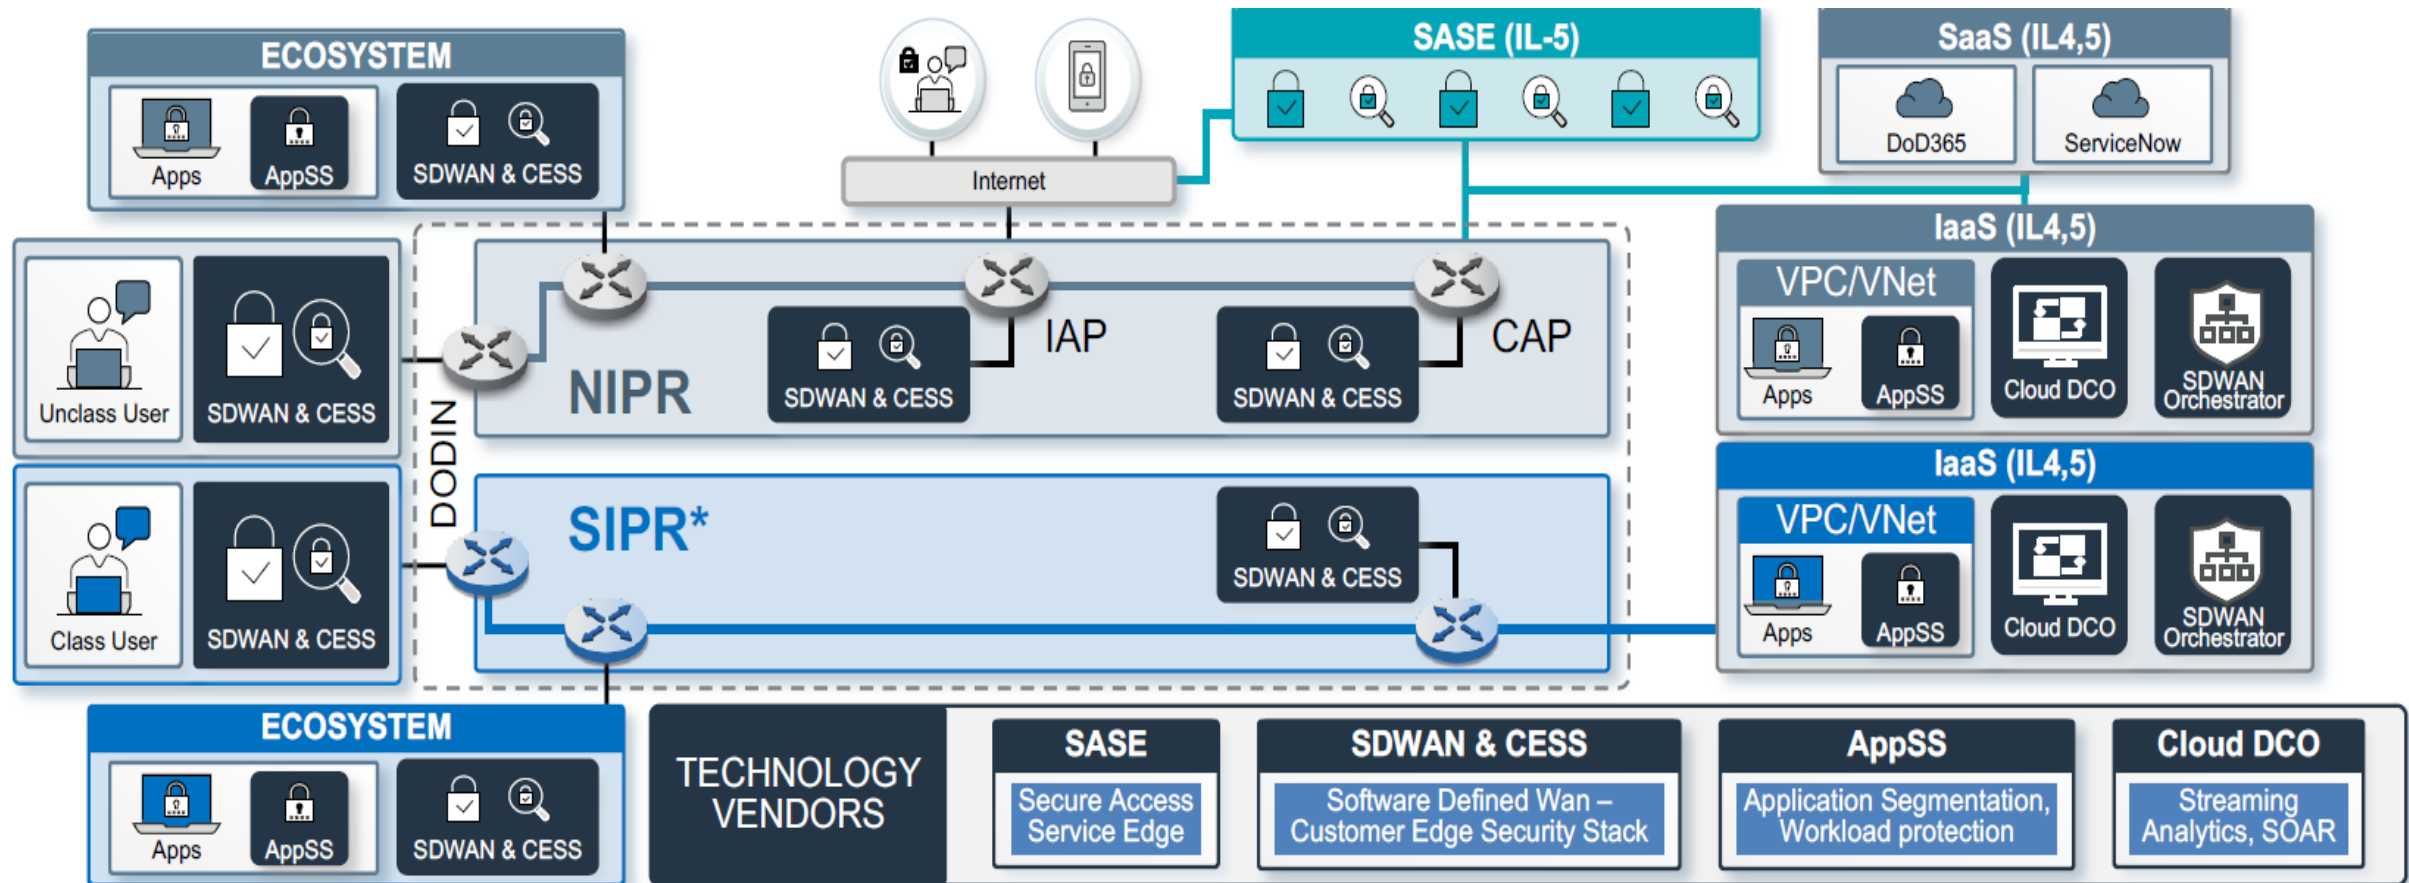 ECOSYSTEM
Apps
AppSS
SDWAN & CESS
Internet
SASE (IL-5)
SaaS (IL4,5)
DoD365
ServiceNow
Unclass User
SDWAN & CESS
DODIN
NIPR
SDWAN & CESS
IAP
SDWAN & CESS
CAP
IaaS (IL4,5)
VPC/VNet
Apps
AppSS
Cloud DCO
SDWAN
Orchestrator
Class User
SDWAN & CESS
SIPR*
SDWAN & CESS
IaaS (IL4,5)
VPC/VNet
Apps
AppSS
Cloud DCO
SDWAN
Orchestrator
ECOSYSTEM
Apps
AppSS
SDWAN & CESS
TECHNOLOGY
VENDORS
SASE
Secure Access
Service Edge
SDWAN & CESS
Software Defined Wan –
Customer Edge Security Stack
AppSS
Application Segmentation,
Workload protection
Cloud DCO
Streaming
Analytics, SOAR